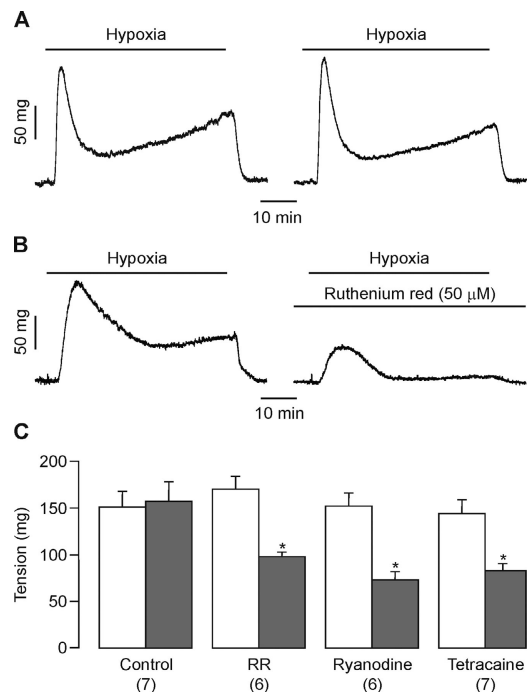 A
Hypoxia
Hypoxia
50 mg
10 min
B
Hypoxia
Hypoxia
Ruthenium red (50 μM)
50 mg
10 min
C
Tension (mg)
200
150
100
50
0
*
*
*
Control
RR
Ryanodine
Tetracaine
(7)
(6)
(6)
(7)